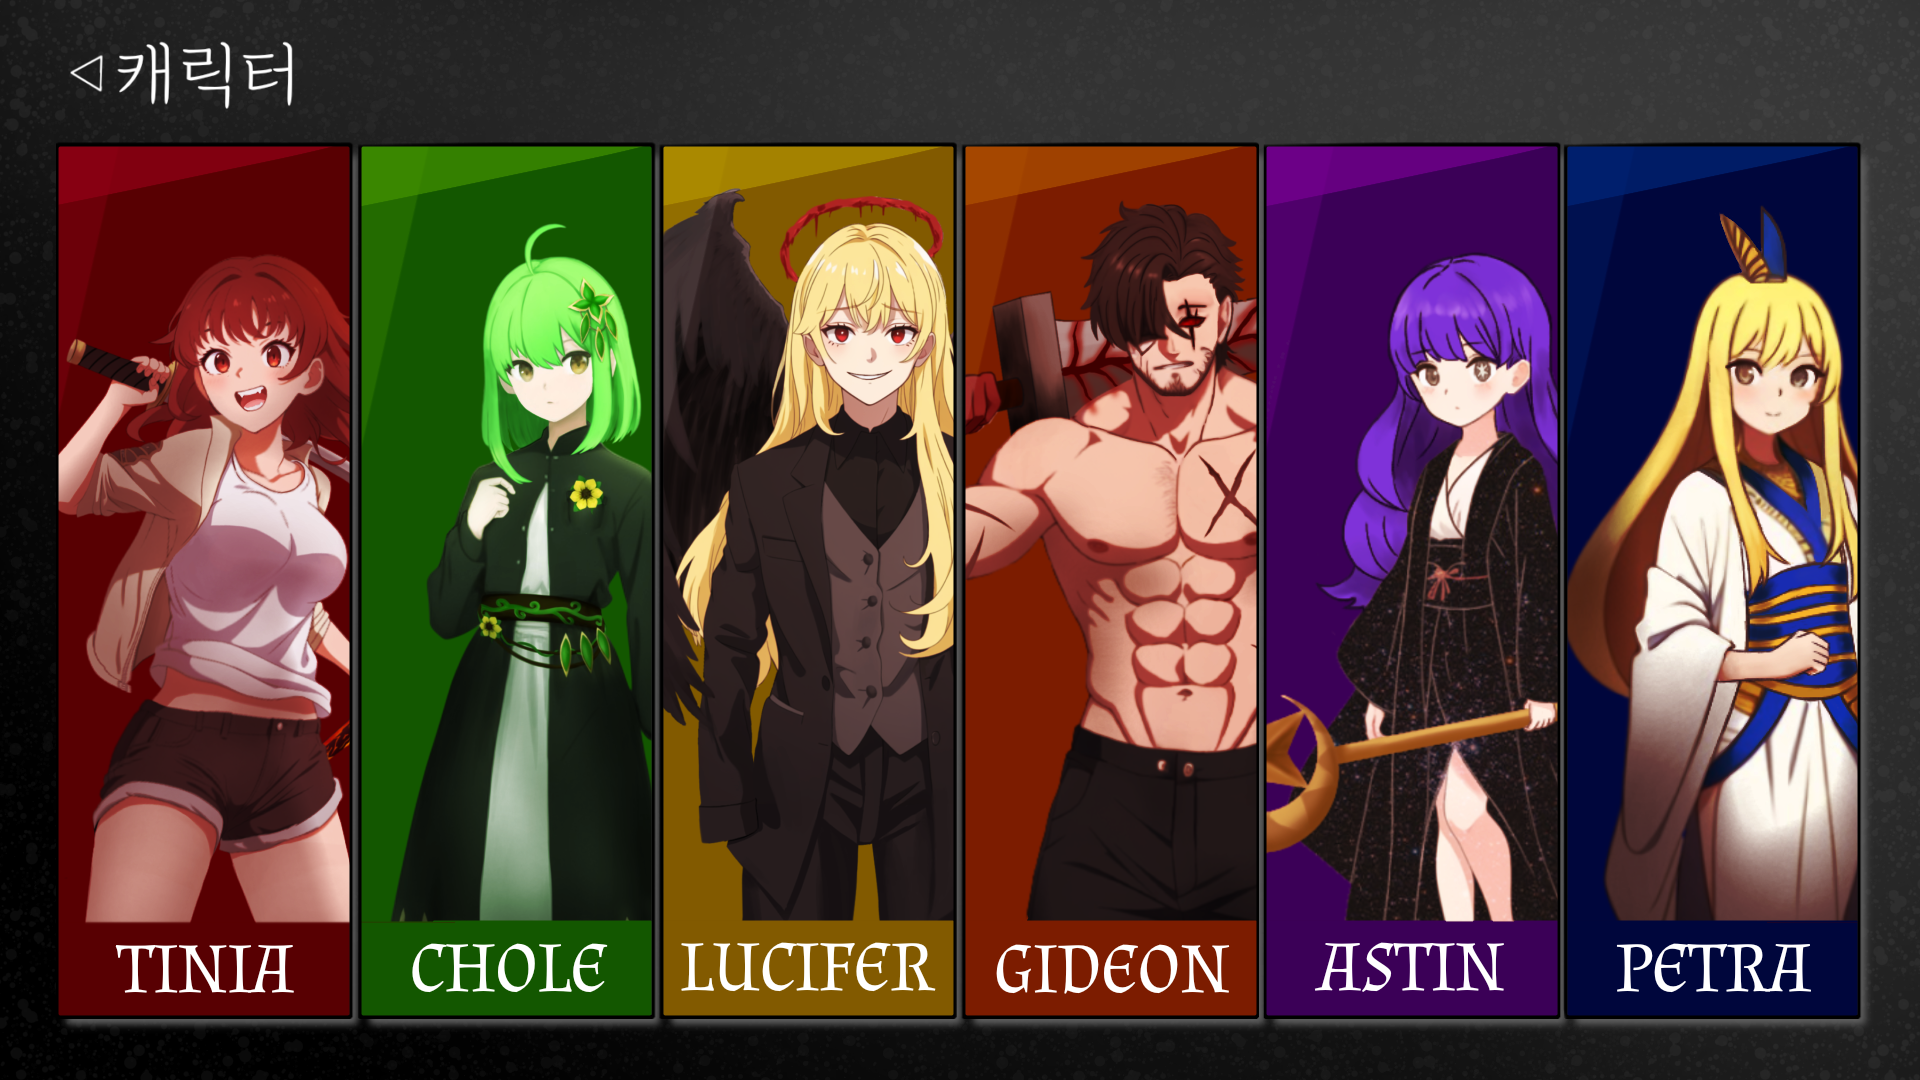 ◁캐릭터
TINIA
CHOLE
LUCIFER
GIDEON
ASTIN
PETRA